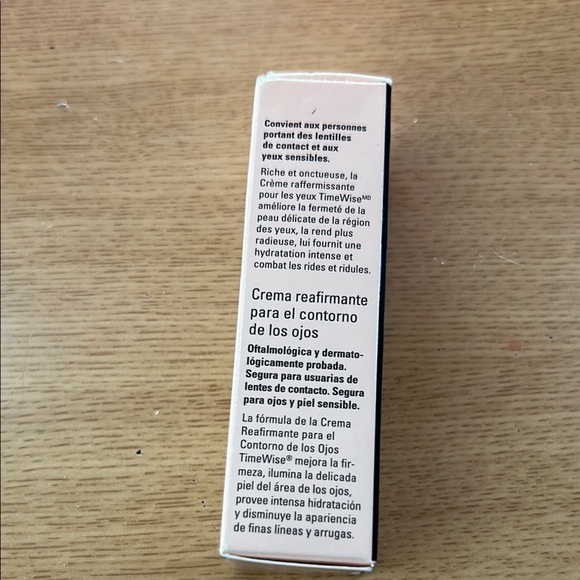 Convient aux personnes
portant des lentilles
de contact et aux
yeux sensibles.
Riche et onctueuse, la
Crème raffermissante
pour les yeux TimeWiseᴹᴰ
améliore la fermeté de la
peau délicate de la région
des yeux, la rend plus
radieuse, lui fournit une
hydratation intense et
combat les rides et ridules.
Crema reafirmante
para el contorno
de los ojos
Oftalmológica y dermato-
lógicamente probada.
Segura para usuarias de
lentes de contacto. Segura
para ojos y piel sensible.
La fórmula de la Crema
Reafirmante para el
Contorno de los Ojos
TimeWise® mejora la fir-
meza, ilumina la delicada
piel del área de los ojos,
provee intensa hidratación
y disminuye la apariencia
de finas líneas y arrugas.